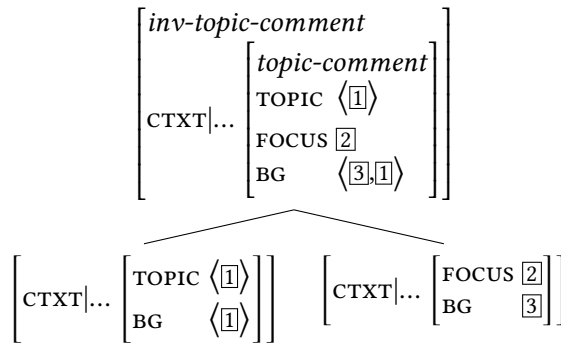 inv-topic-comment
CTXT|... topic-comment
TOPIC ⟨1⟩
FOCUS 2
BG ⟨3,1⟩
CTXT|... TOPIC ⟨1⟩
BG ⟨1⟩
CTXT|... FOCUS 2
BG 3